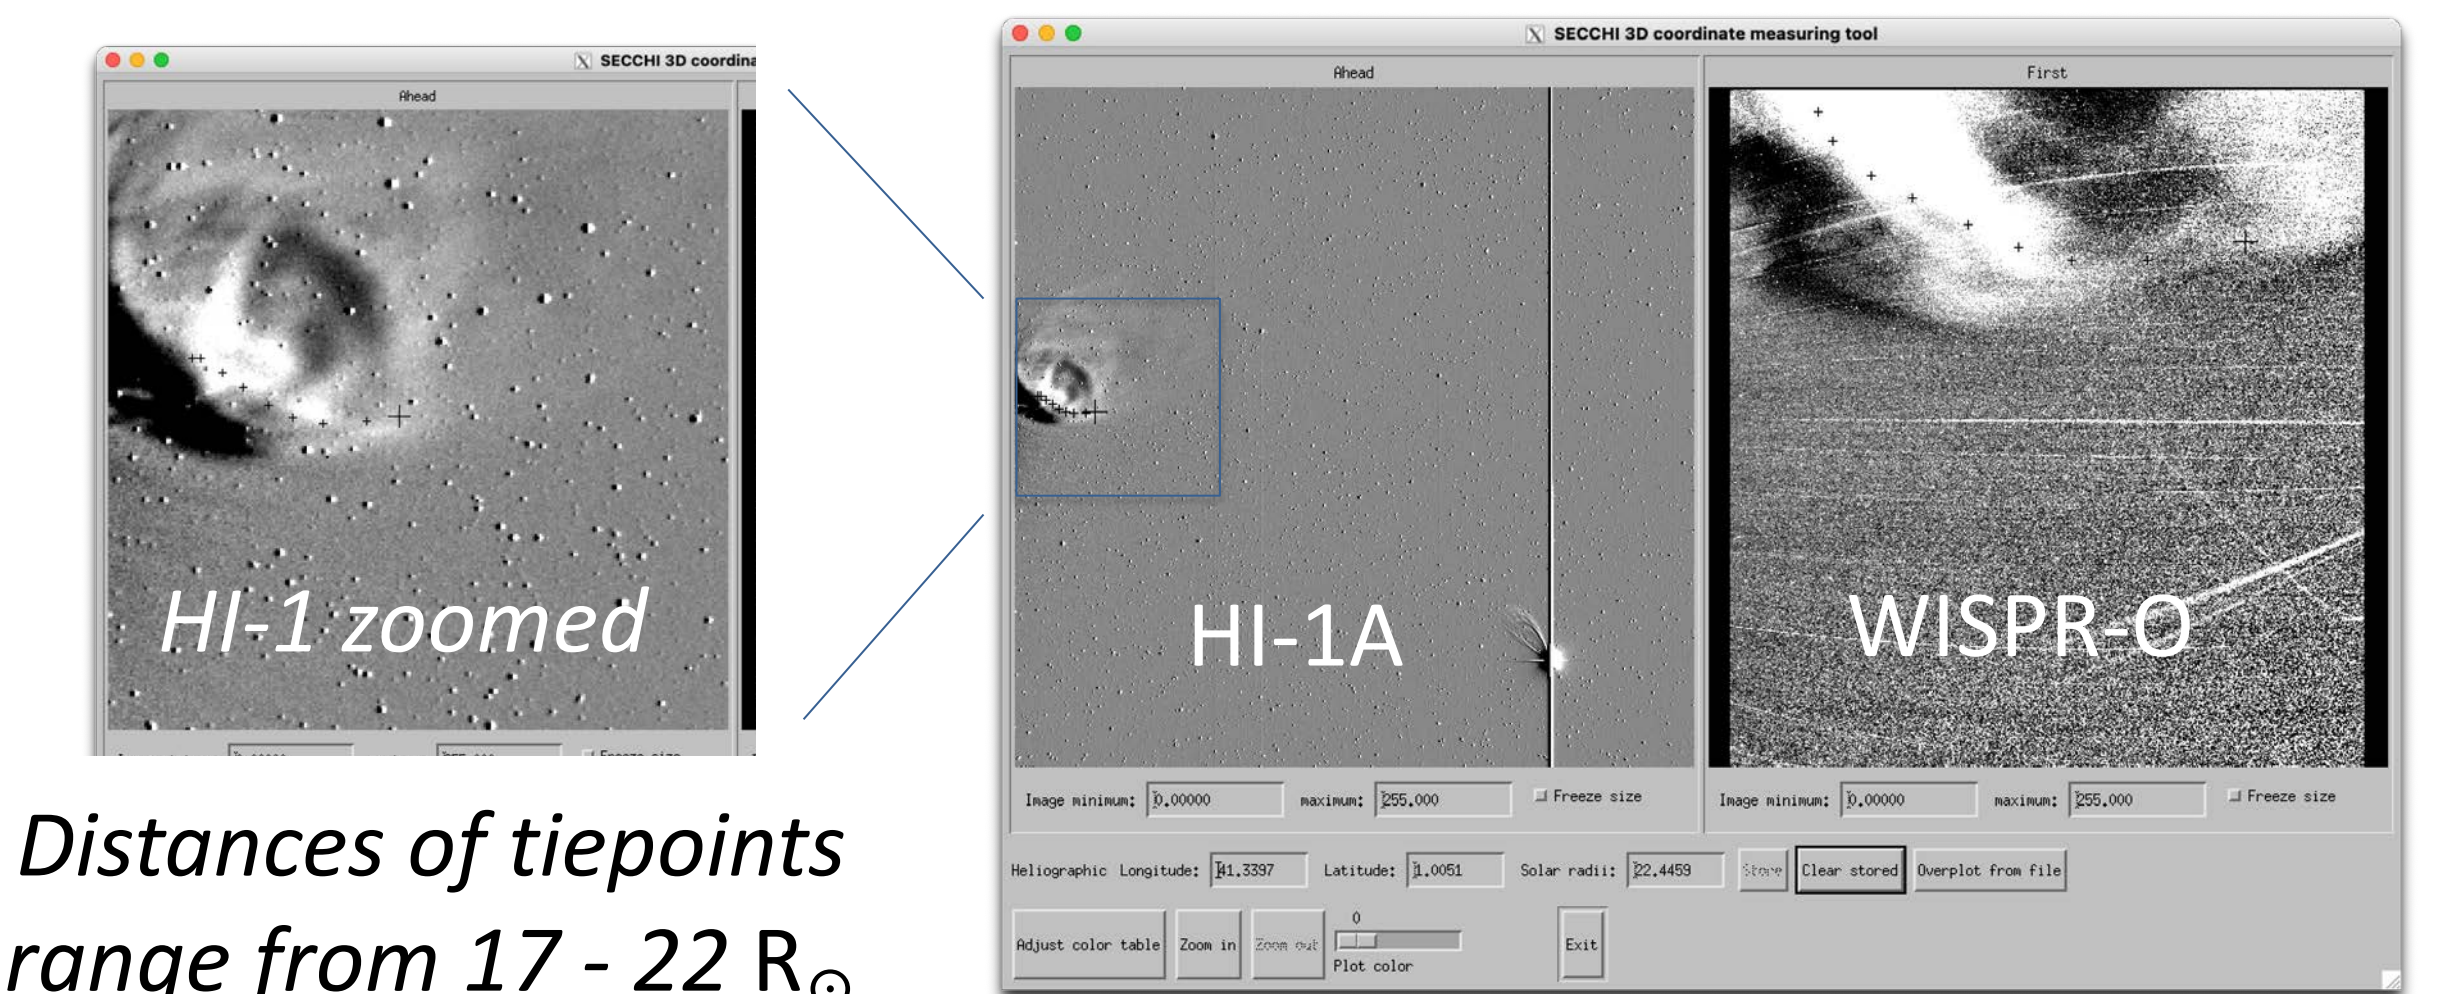 SECCHI 3D coordina
Ahead
HI-1 zoomed
Distances of tiepoints
range from 17 - 22 R☉
SECCHI 3D coordinate measuring tool
Ahead
First
HI-1A
WISPR-O
Image minimum: 0.00000 maximum: 255.000 Freeze size
Image minimum: 0.00000 maximum: 255.000 Freeze size
Heliographic Longitude: 41.3397 Latitude: 1.0051 Solar radii: 22.4459 Store Clear stored Overplot from file
0
Adjust color table Zoom in Zoom out Exit
Plot color